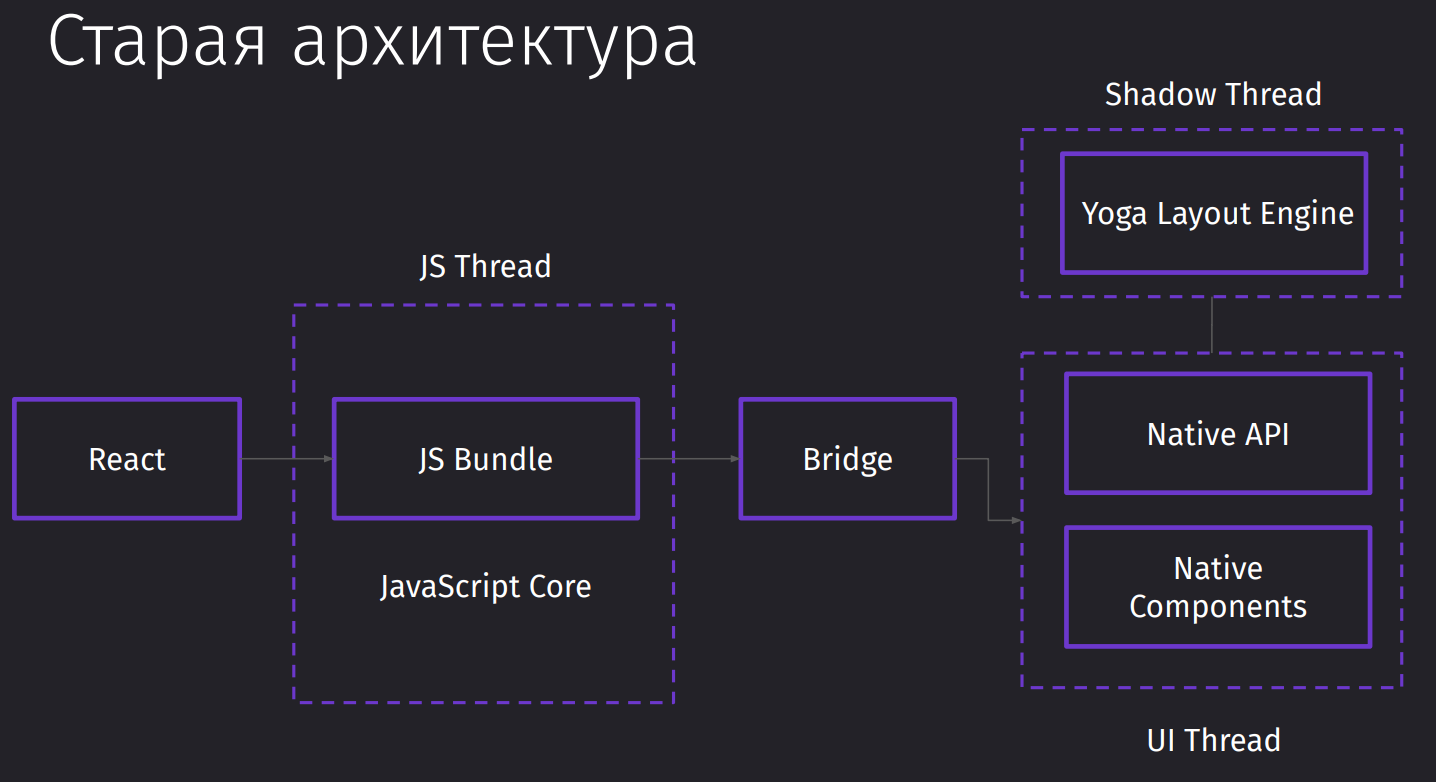 Старая архитектура
Shadow Thread
Yoga Layout Engine
JS Thread
React
JS Bundle
JavaScript Core
Bridge
Native API
Native
Components
UI Thread